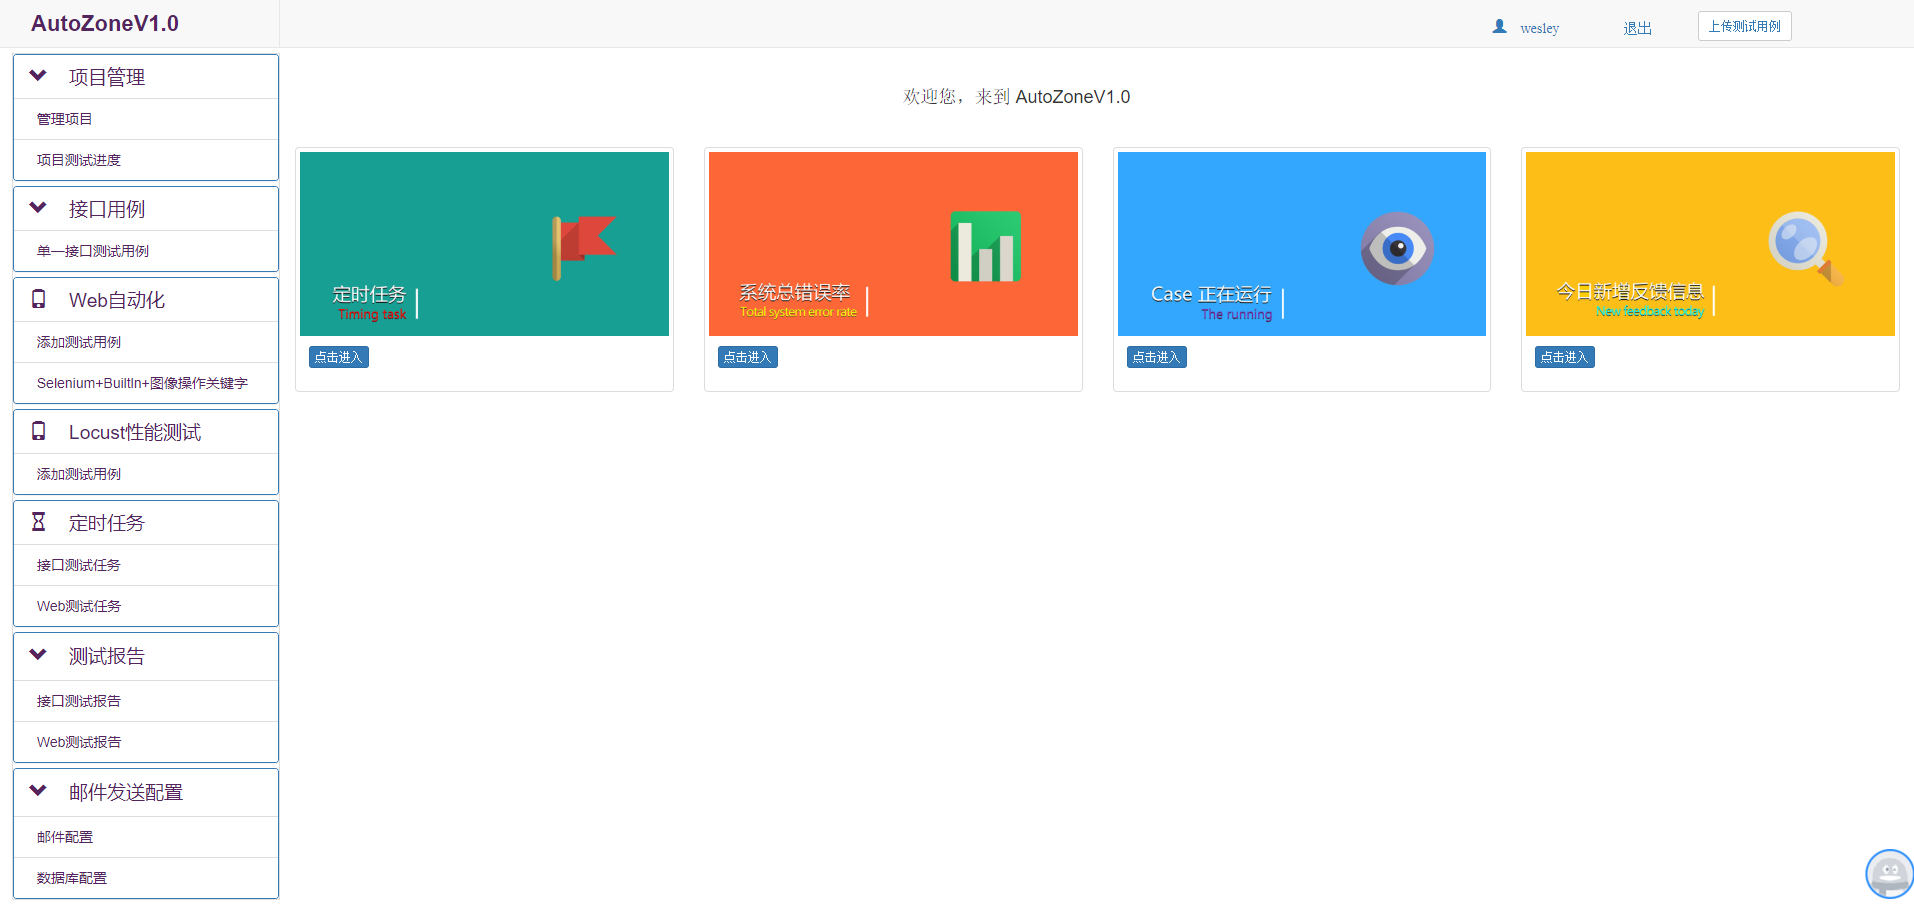 AutoZoneV1.0
wesley
退出
上传测试用例
项目管理
管理项目
项目测试进度
接口用例
单一接口测试用例
Web自动化
添加测试用例
Selenium+BuiltIn+图像操作关键字
Locust性能测试
添加测试用例
定时任务
接口测试任务
Web测试任务
测试报告
接口测试报告
Web测试报告
邮件发送配置
邮件配置
数据库配置
欢迎您，来到 AutoZoneV1.0
定时任务
Timing task
点击进入
系统总错误率
Total system error rate
点击进入
Case 正在运行
The running
点击进入
今日新增反馈信息
New feedback today
点击进入